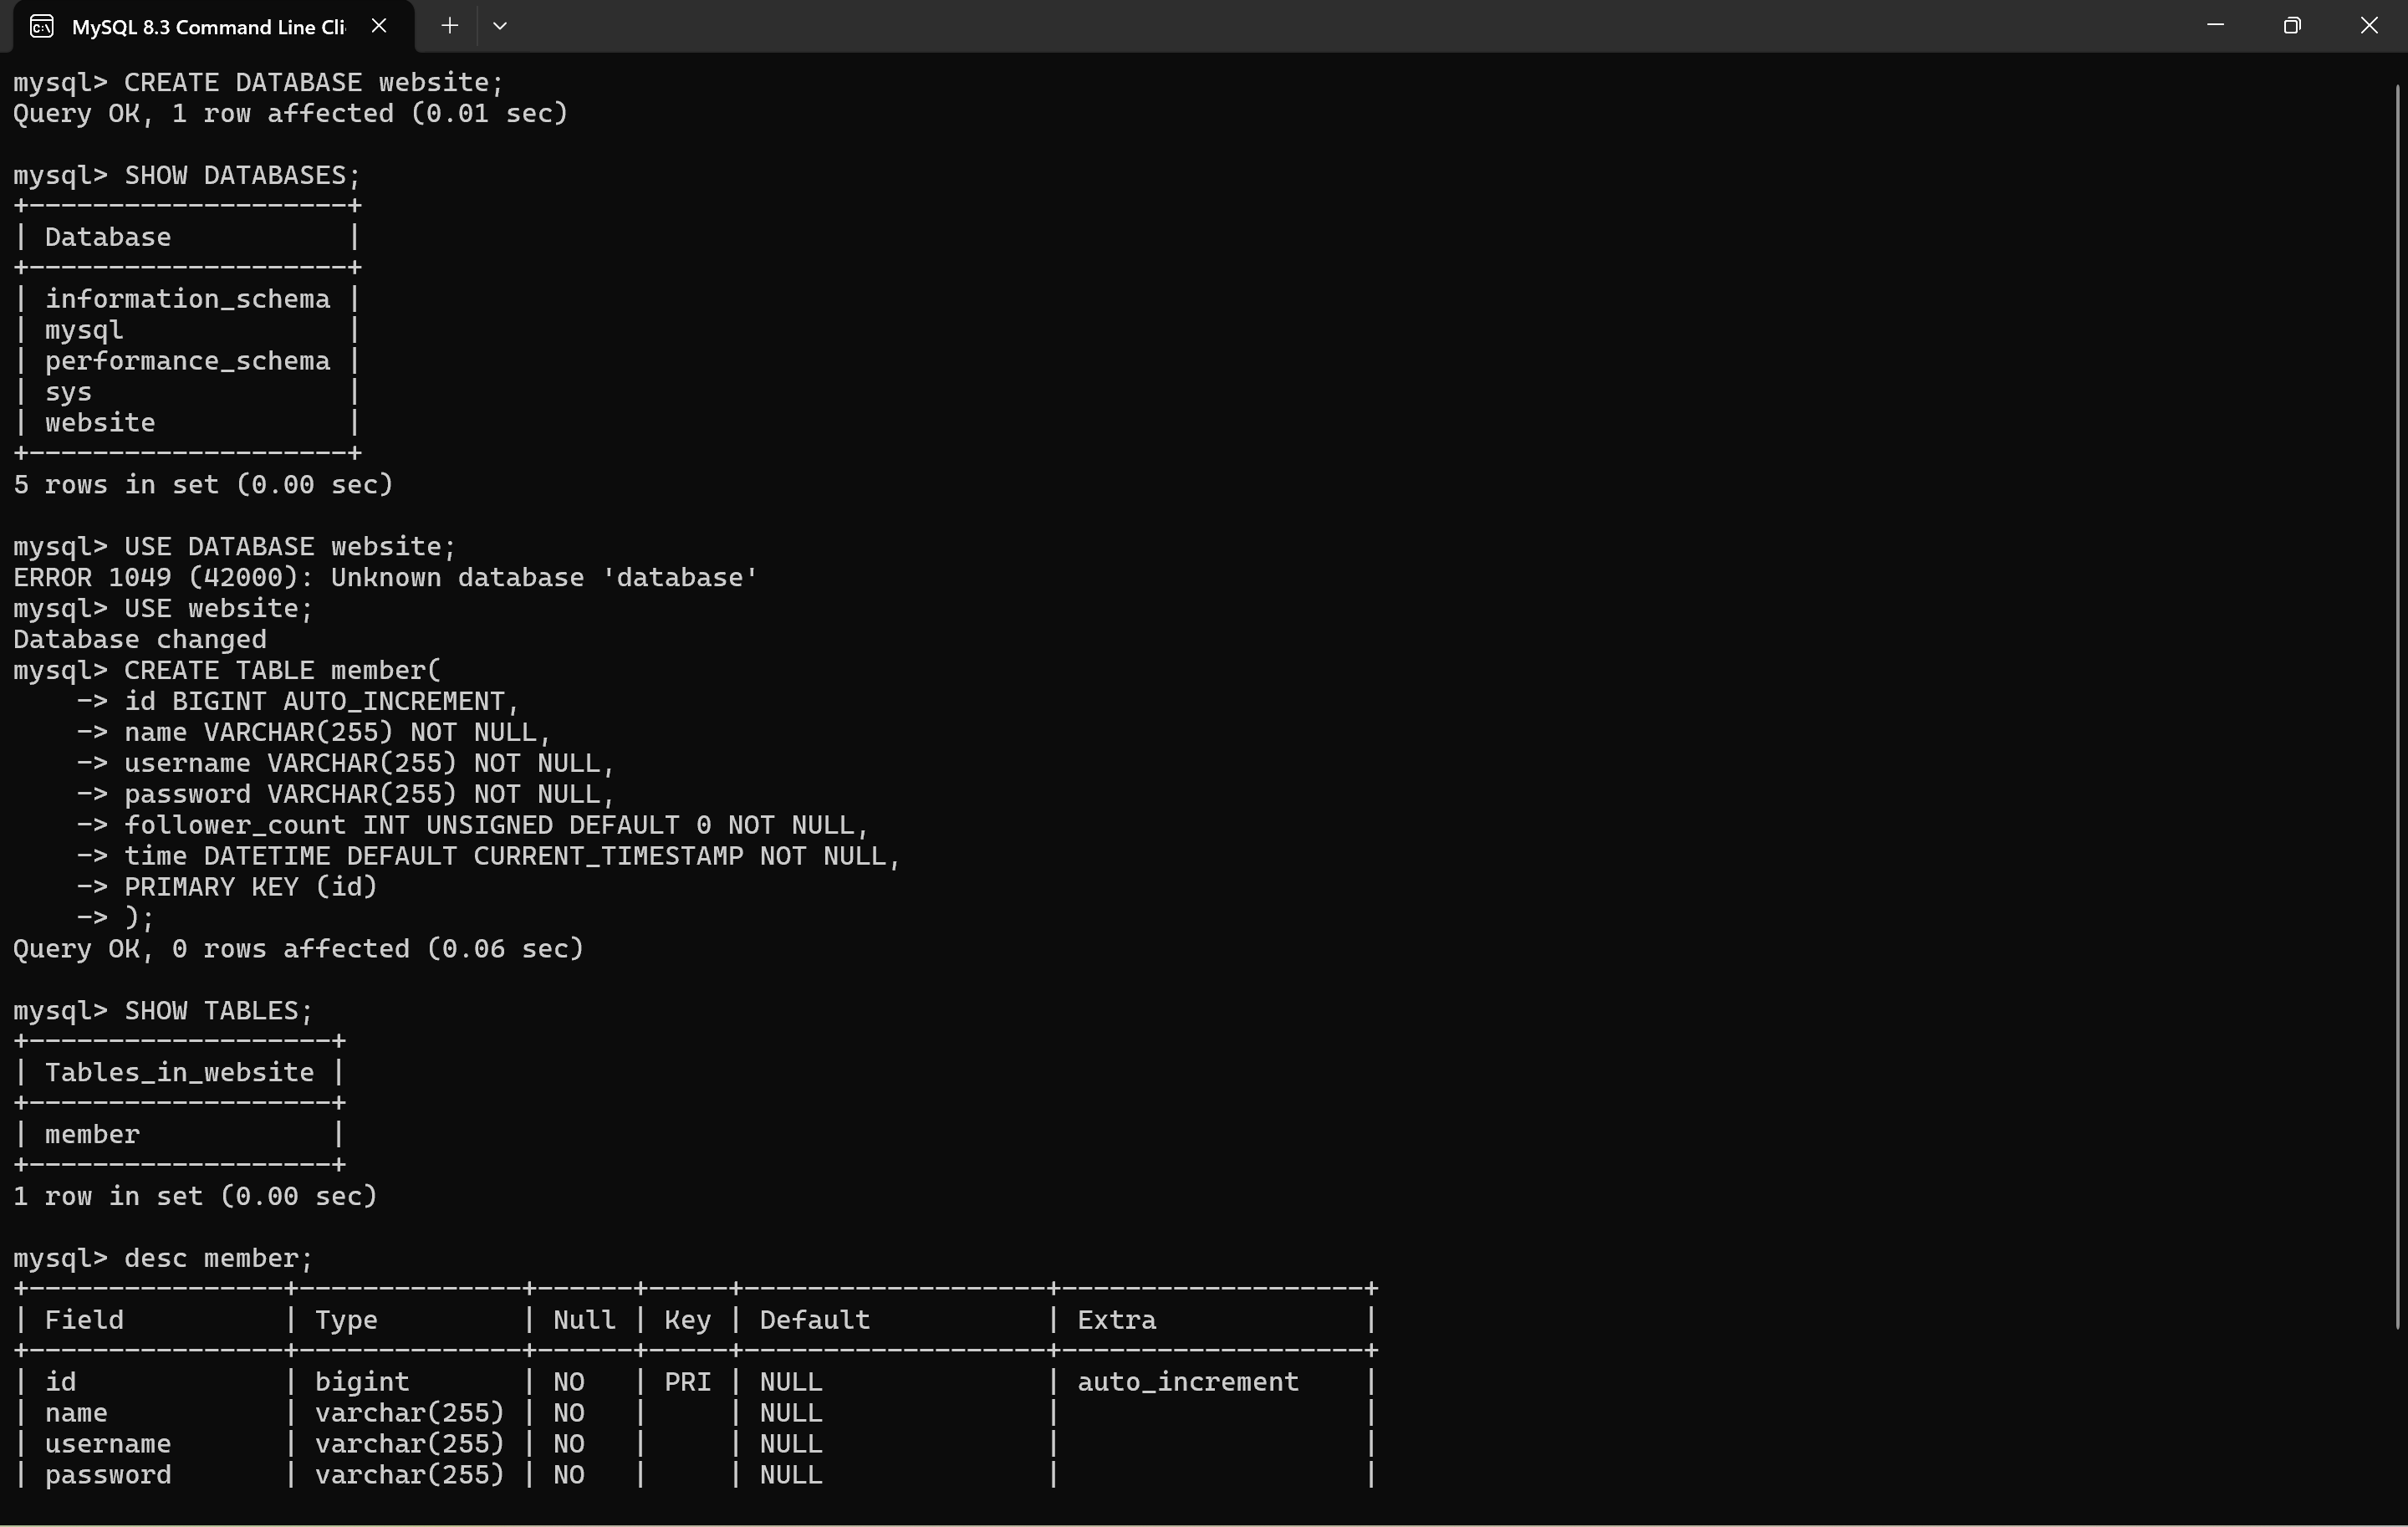 MySQL 8.3 Command Line Cli
mysql> CREATE DATABASE website;
Query OK, 1 row affected (0.01 sec)
mysql> SHOW DATABASES;
+--------------------+
| Database           |
+--------------------+
| information_schema |
| mysql              |
| performance_schema |
| sys                |
| website            |
+--------------------+
5 rows in set (0.00 sec)
mysql> USE DATABASE website;
ERROR 1049 (42000): Unknown database 'database'
mysql> USE website;
Database changed
mysql> CREATE TABLE member(
    -> id BIGINT AUTO_INCREMENT,
    -> name VARCHAR(255) NOT NULL,
    -> username VARCHAR(255) NOT NULL,
    -> password VARCHAR(255) NOT NULL,
    -> follower_count INT UNSIGNED DEFAULT 0 NOT NULL,
    -> time DATETIME DEFAULT CURRENT_TIMESTAMP NOT NULL,
    -> PRIMARY KEY (id)
    -> );
Query OK, 0 rows affected (0.06 sec)
mysql> SHOW TABLES;
+-------------------+
| Tables_in_website |
+-------------------+
| member            |
+-------------------+
1 row in set (0.00 sec)
mysql> desc member;
+----------------+--------------+------+-----+-------------------+-------------------+
| Field          | Type         | Null | Key | Default           | Extra             |
+----------------+--------------+------+-----+-------------------+-------------------+
| id             | bigint       | NO   | PRI | NULL              | auto_increment    |
| name           | varchar(255) | NO   |     | NULL              |                   |
| username       | varchar(255) | NO   |     | NULL              |                   |
| password       | varchar(255) | NO   |     | NULL              |                   |